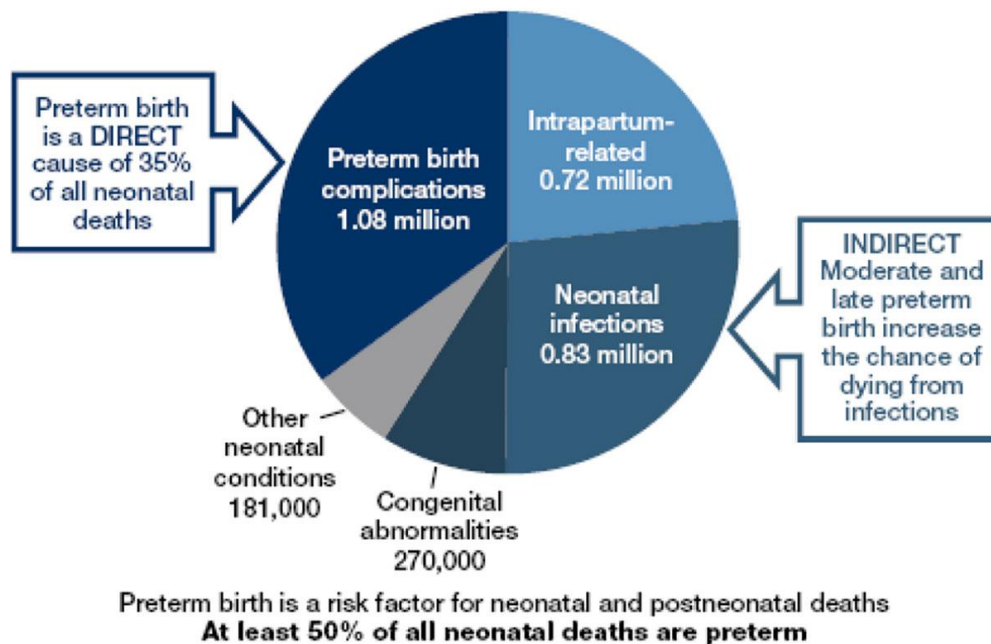 Preterm birth
is a DIRECT
cause of 35%
of all neonatal
deaths
Preterm birth
complications
1.08 million
Intrapartum-
related
0.72 million
Neonatal
infections
0.83 million
INDIRECT
Moderate and
late preterm
birth increase
the chance of
dying from
infections
Other
neonatal
conditions
181,000
Congenital
abnormalities
270,000
Preterm birth is a risk factor for neonatal and postneonatal deaths
At least 50% of all neonatal deaths are preterm